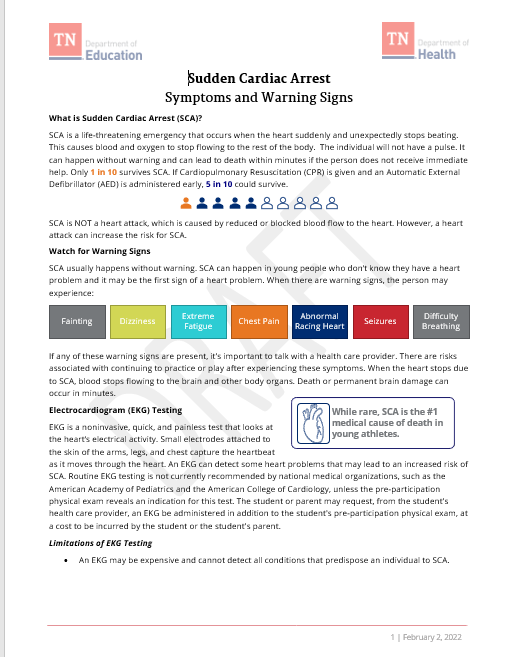 TN Department of Education
TN Department of Health
Sudden Cardiac Arrest
Symptoms and Warning Signs
What is Sudden Cardiac Arrest (SCA)?
SCA is a life-threatening emergency that occurs when the heart suddenly and unexpectedly stops beating.
This causes blood and oxygen to stop flowing to the rest of the body.  The individual will not have a pulse. It
can happen without warning and can lead to death within minutes if the person does not receive immediate
help. Only 1 in 10 survives SCA. If Cardiopulmonary Resuscitation (CPR) is given and an Automatic External
Defibrillator (AED) is administered early, 5 in 10 could survive.
SCA is NOT a heart attack, which is caused by reduced or blocked blood flow to the heart. However, a heart
attack can increase the risk for SCA.
Watch for Warning Signs
SCA usually happens without warning. SCA can happen in young people who don't know they have a heart
problem and it may be the first sign of a heart problem. When there are warning signs, the person may
experience:
Fainting
Dizziness
Extreme
Fatigue
Chest Pain
Abnormal
Racing Heart
Seizures
Difficulty
Breathing
If any of these warning signs are present, it's important to talk with a health care provider. There are risks
associated with continuing to practice or play after experiencing these symptoms. When the heart stops due
to SCA, blood stops flowing to the brain and other body organs. Death or permanent brain damage can
occur in minutes.
Electrocardiogram (EKG) Testing
While rare, SCA is the #1
medical cause of death in
young athletes.
EKG is a noninvasive, quick, and painless test that looks at
the heart's electrical activity. Small electrodes attached to
the skin of the arms, legs, and chest capture the heartbeat
as it moves through the heart. An EKG can detect some heart problems that may lead to an increased risk of
SCA. Routine EKG testing is not currently recommended by national medical organizations, such as the
American Academy of Pediatrics and the American College of Cardiology, unless the pre-participation
physical exam reveals an indication for this test. The student or parent may request, from the student's
health care provider, an EKG be administered in addition to the student's pre-participation physical exam, at
a cost to be incurred by the student or the student's parent.
Limitations of EKG Testing
• An EKG may be expensive and cannot detect all conditions that predispose an individual to SCA.
DRAFT
1 | February 2, 2022